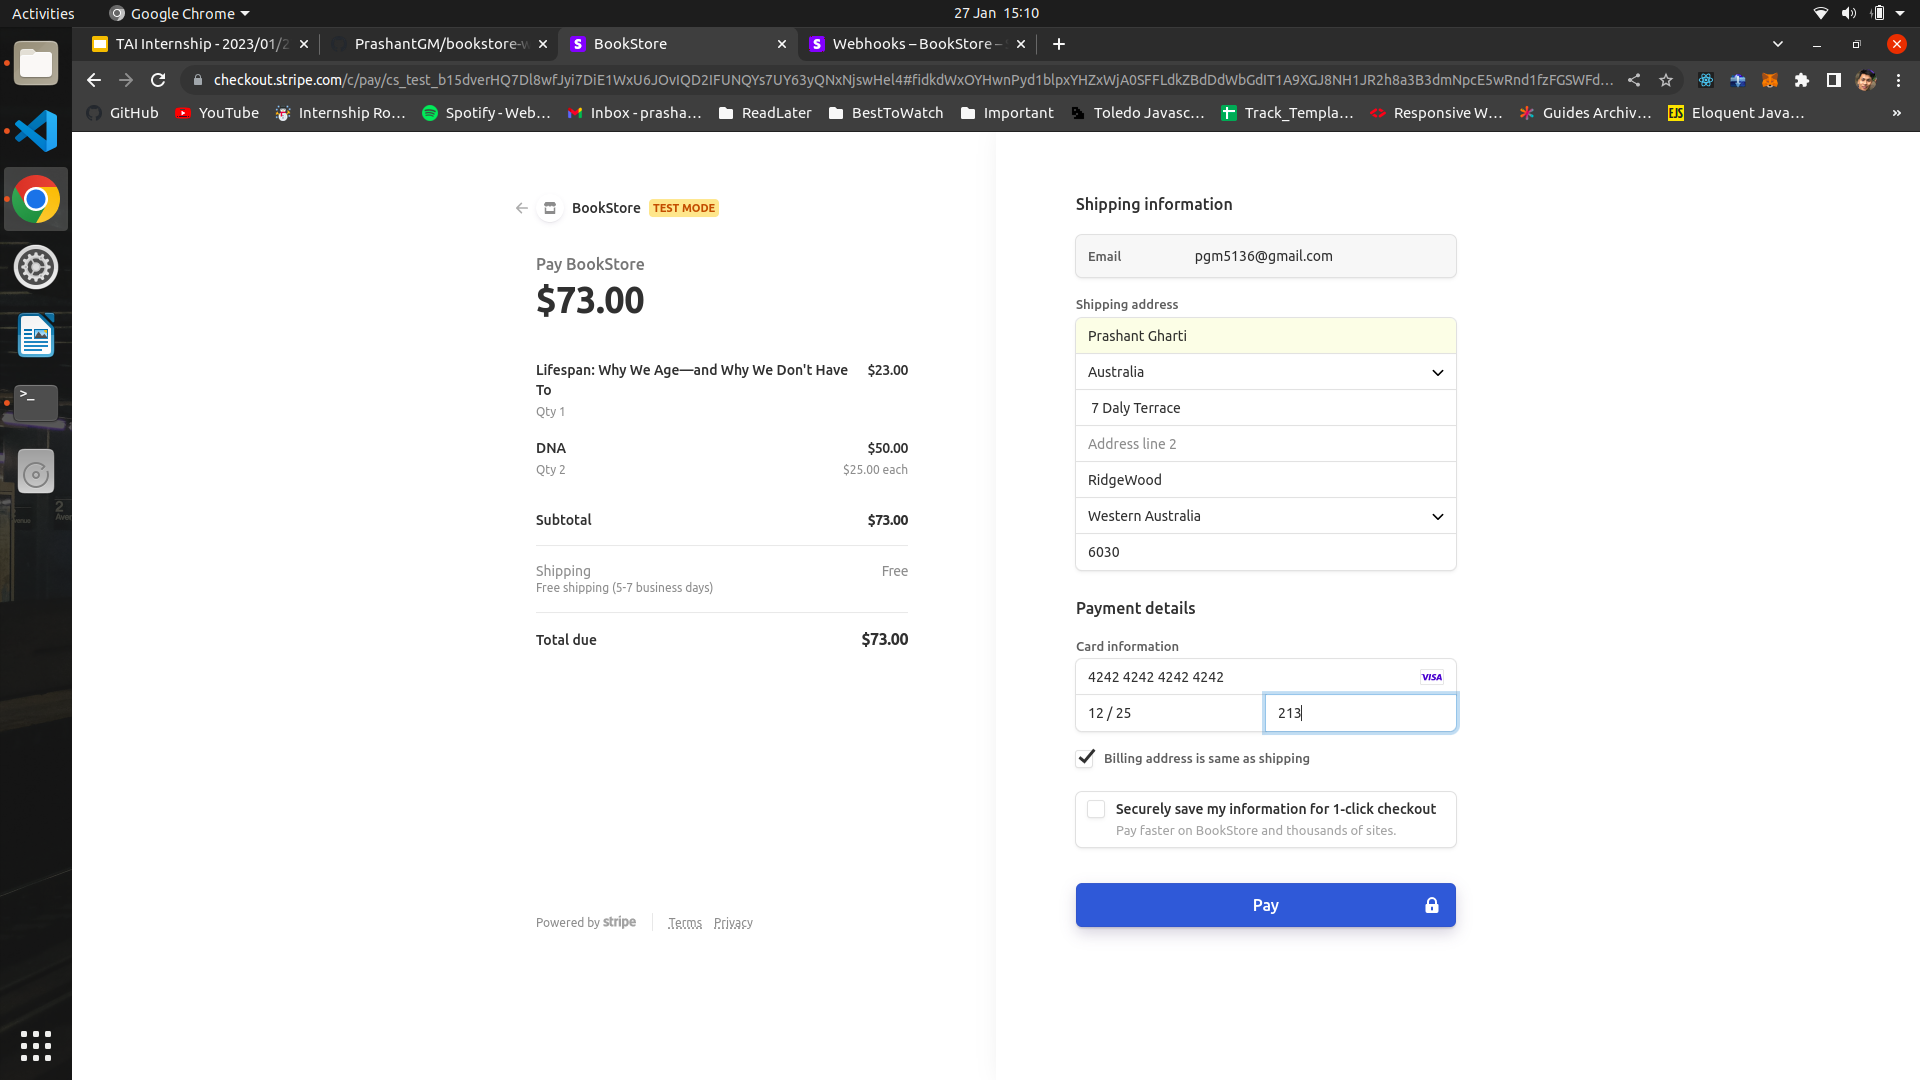 Activities
Google Chrome
27 Jan 15:10
TAI Internship - 2023/01/2
PrashantGM/bookstore-w
BookStore
Webhooks – BookStore –
checkout.stripe.com/c/pay/cs_test_b15dverHQ7Dl8wfJyi7DiE1WxU6JOvIQD2IFUNQYs7UY63yQNxNjswHel4#fidkdWxOYHwnPyd1blpxYHZxWjA0SFFLdkZBdDdWbGdIT1A9XGJ8NH1JR2h8a3B3dmNpcE5wRnd1fzFGSWFd...
GitHub
YouTube
Internship Ro...
Spotify - Web...
Inbox - prasha...
ReadLater
BestToWatch
Important
Toledo Javasc...
Track_Templa...
Responsive W...
Guides Archiv...
EJS
Eloquent Java...
»
BookStore
TEST MODE
Pay BookStore
$73.00
Lifespan: Why We Age—and Why We Don't Have
To
$23.00
Qty 1
DNA
$50.00
Qty 2
$25.00 each
Subtotal
$73.00
Shipping
Free
Free shipping (5-7 business days)
Total due
$73.00
Powered by stripe
Terms
Privacy
Shipping information
Email
pgm5136@gmail.com
Shipping address
Prashant Gharti
Australia
7 Daly Terrace
Address line 2
RidgeWood
Western Australia
6030
Payment details
Card information
4242 4242 4242 4242
VISA
12 / 25
213
Billing address is same as shipping
Securely save my information for 1-click checkout
Pay faster on BookStore and thousands of sites.
Pay